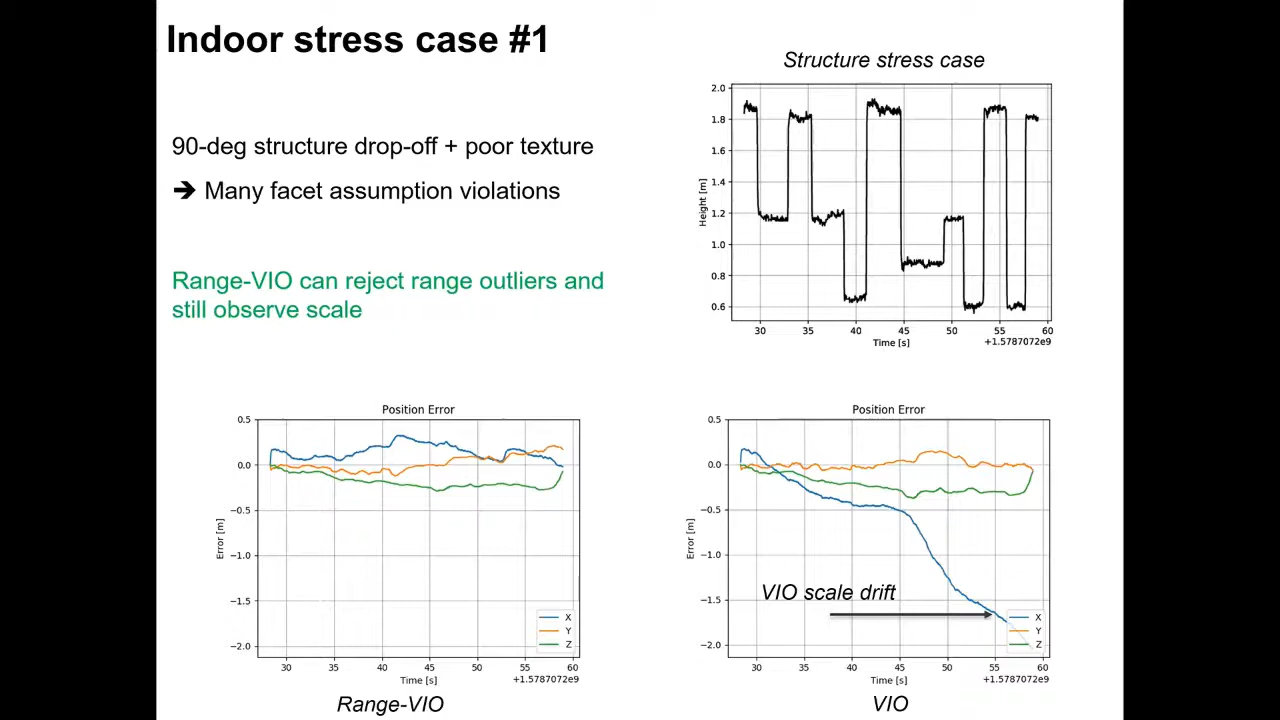 Indoor stress case #1
90-deg structure drop-off + poor texture
➔ Many facet assumption violations
Range-VIO can reject range outliers and
still observe scale
Structure stress case
2.0
1.8
1.6
1.4
1.2
1.0
0.8
0.6
Height [m]
30 35 40 45 50 55 60
Time [s]
+1.5787072e9
Position Error
0.5
0.0
−0.5
−1.0
−1.5
−2.0
Error [m]
X
Y
Z
30 35 40 45 50 55 60
Time [s]
+1.5787072e9
Range-VIO
Position Error
0.5
0.0
−0.5
−1.0
−1.5
−2.0
Error [m]
VIO scale drift
X
Y
Z
30 35 40 45 50 55 60
Time [s]
+1.5787072e9
VIO